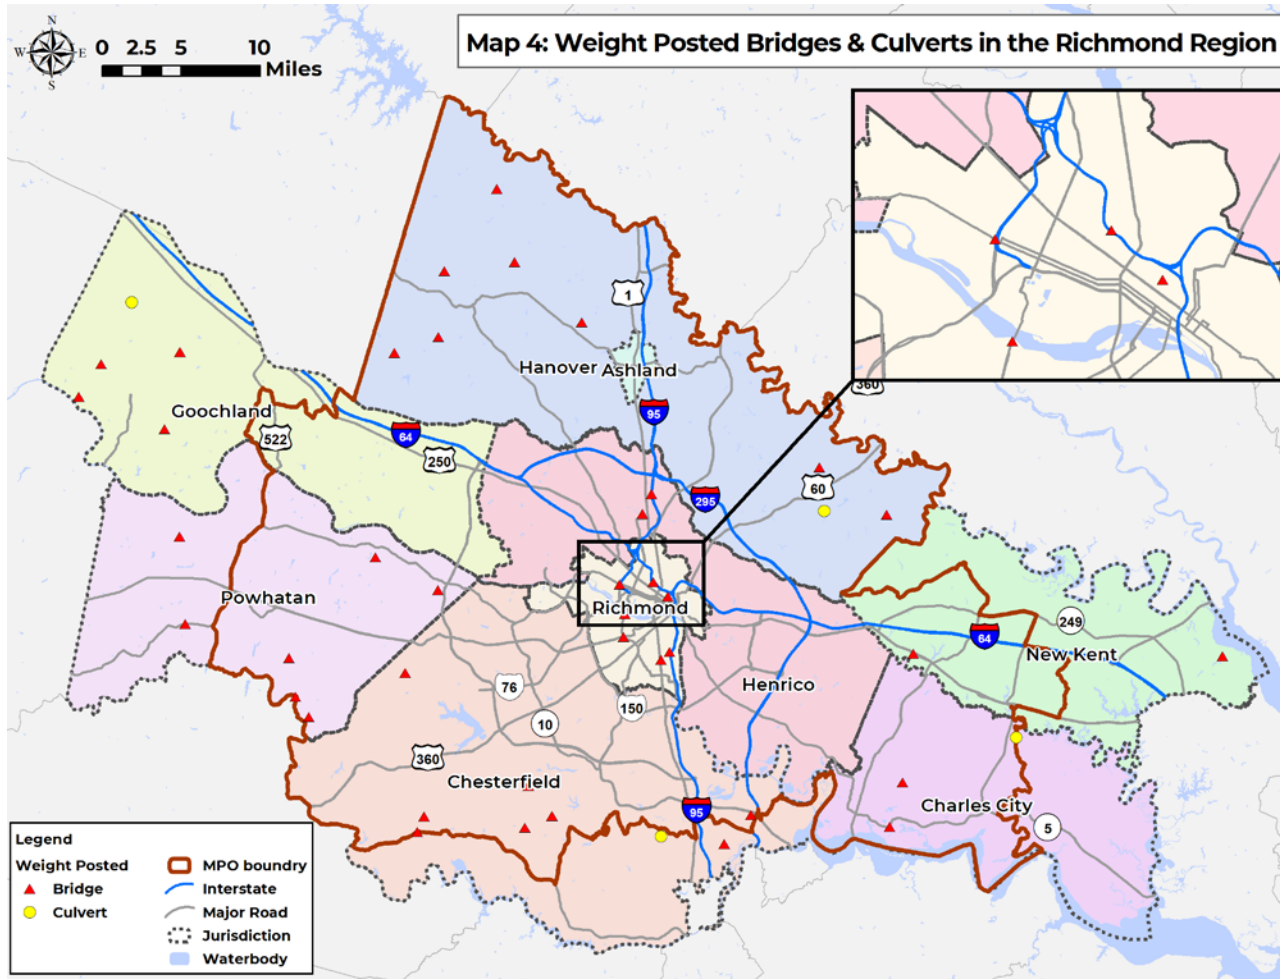 Map 4: Weight Posted Bridges & Culverts in the Richmond Region
N
W E
S
0 2.5 5 10
Miles
1
Hanover Ashland
360
95
Goochland
522
64
250
60
295
Powhatan
Richmond
249
64
New Kent
76
Henrico
150
10
360
Chesterfield
95
Charles City
5
Legend
Weight Posted
Bridge
Culvert
MPO boundry
Interstate
Major Road
Jurisdiction
Waterbody